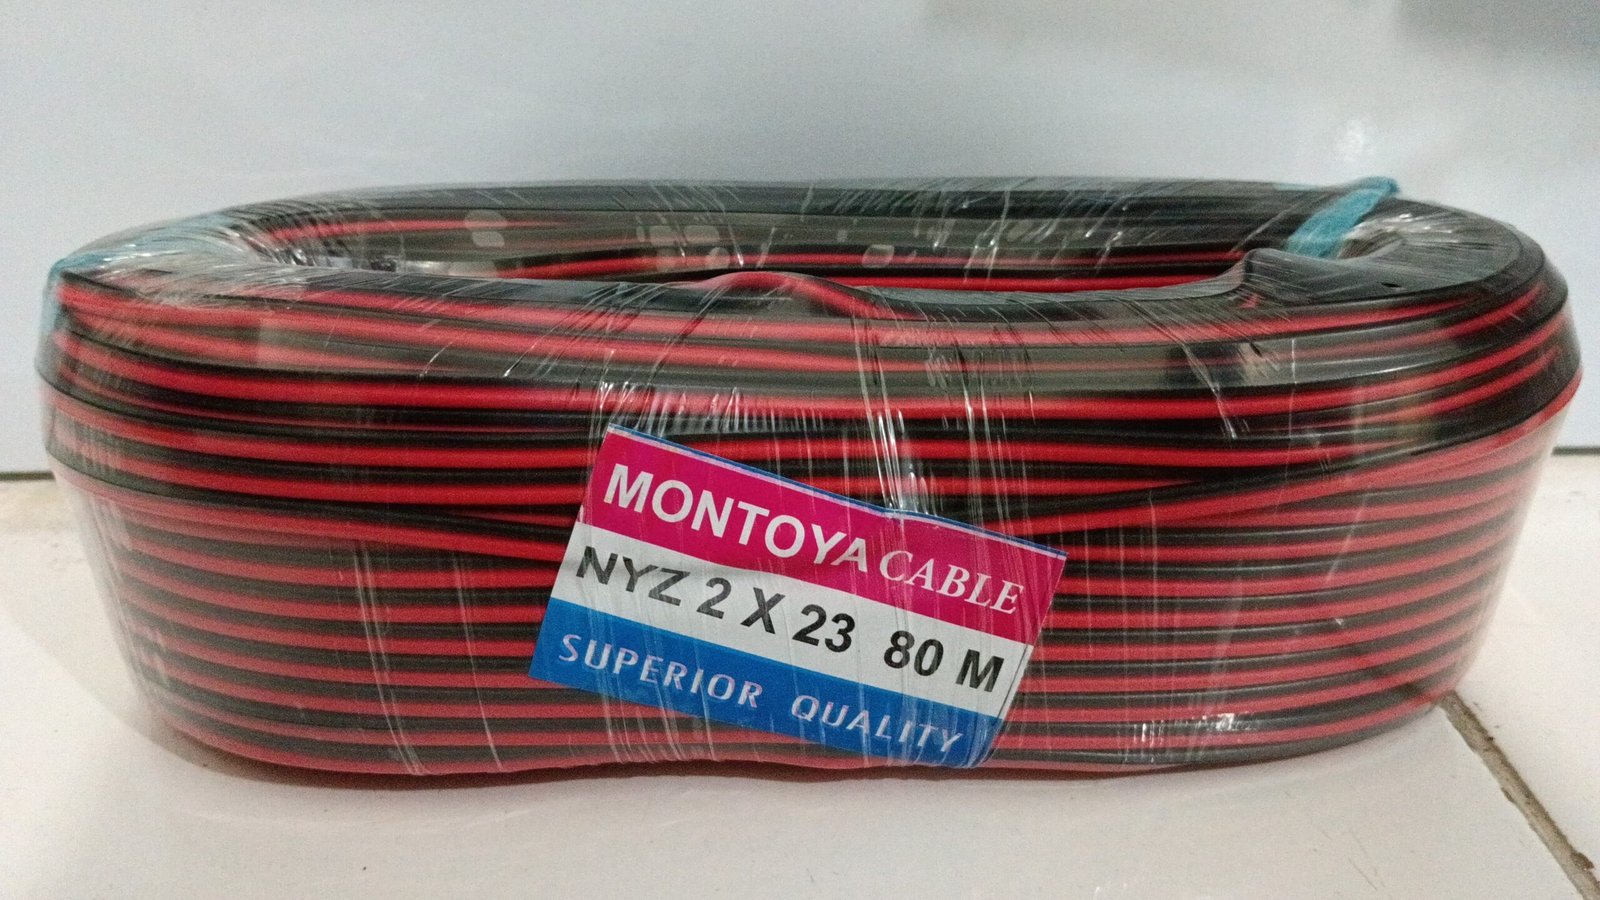 MONTOYA CABLE
NYZ 2 X 23 80 M
SUPERIOR QUALITY